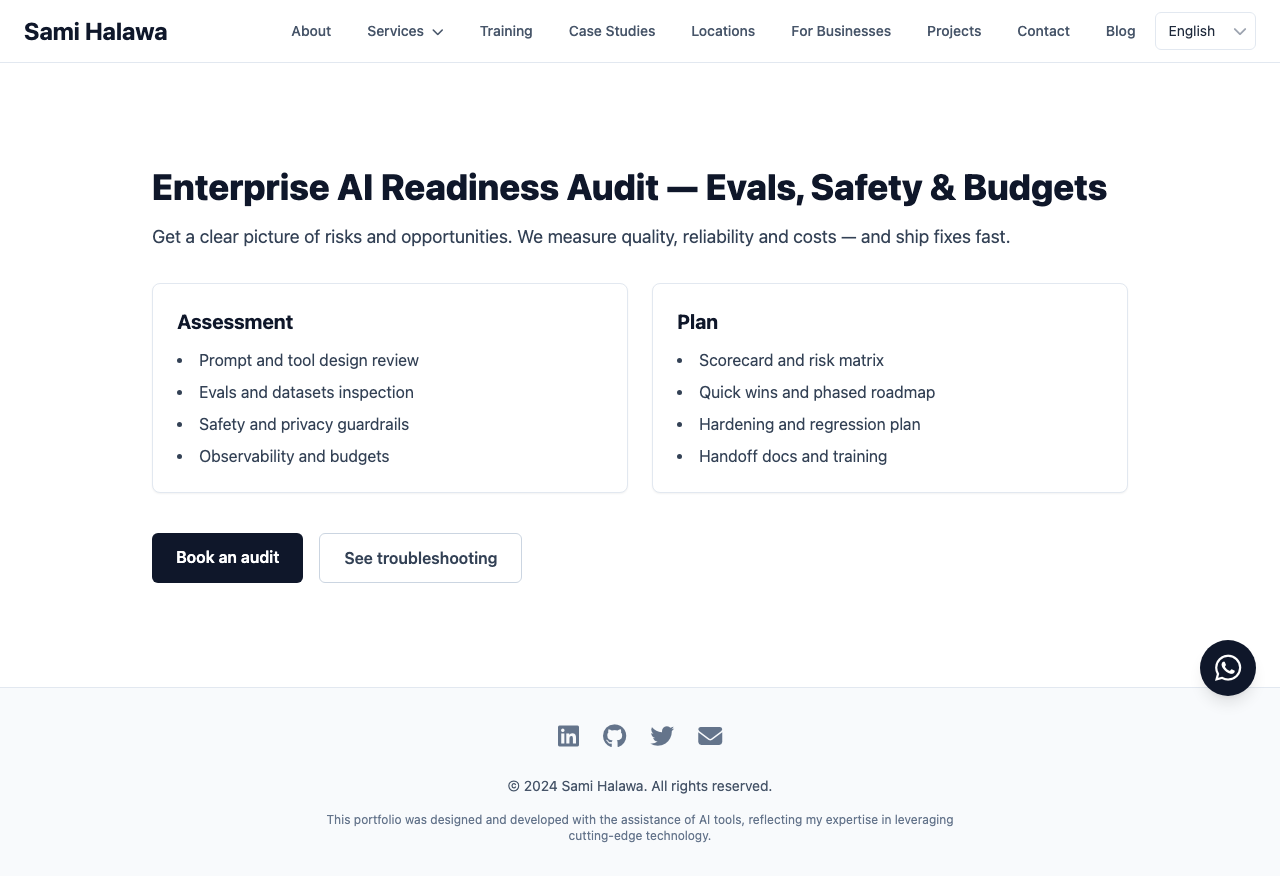 Sami Halawa
About
Services
Training
Case Studies
Locations
For Businesses
Projects
Contact
Blog
English
Enterprise AI Readiness Audit — Evals, Safety & Budgets
Get a clear picture of risks and opportunities. We measure quality, reliability and costs — and ship fixes fast.
Assessment
• Prompt and tool design review
• Evals and datasets inspection
• Safety and privacy guardrails
• Observability and budgets
Plan
• Scorecard and risk matrix
• Quick wins and phased roadmap
• Hardening and regression plan
• Handoff docs and training
Book an audit
See troubleshooting
© 2024 Sami Halawa. All rights reserved.
This portfolio was designed and developed with the assistance of AI tools, reflecting my expertise in leveraging
cutting-edge technology.